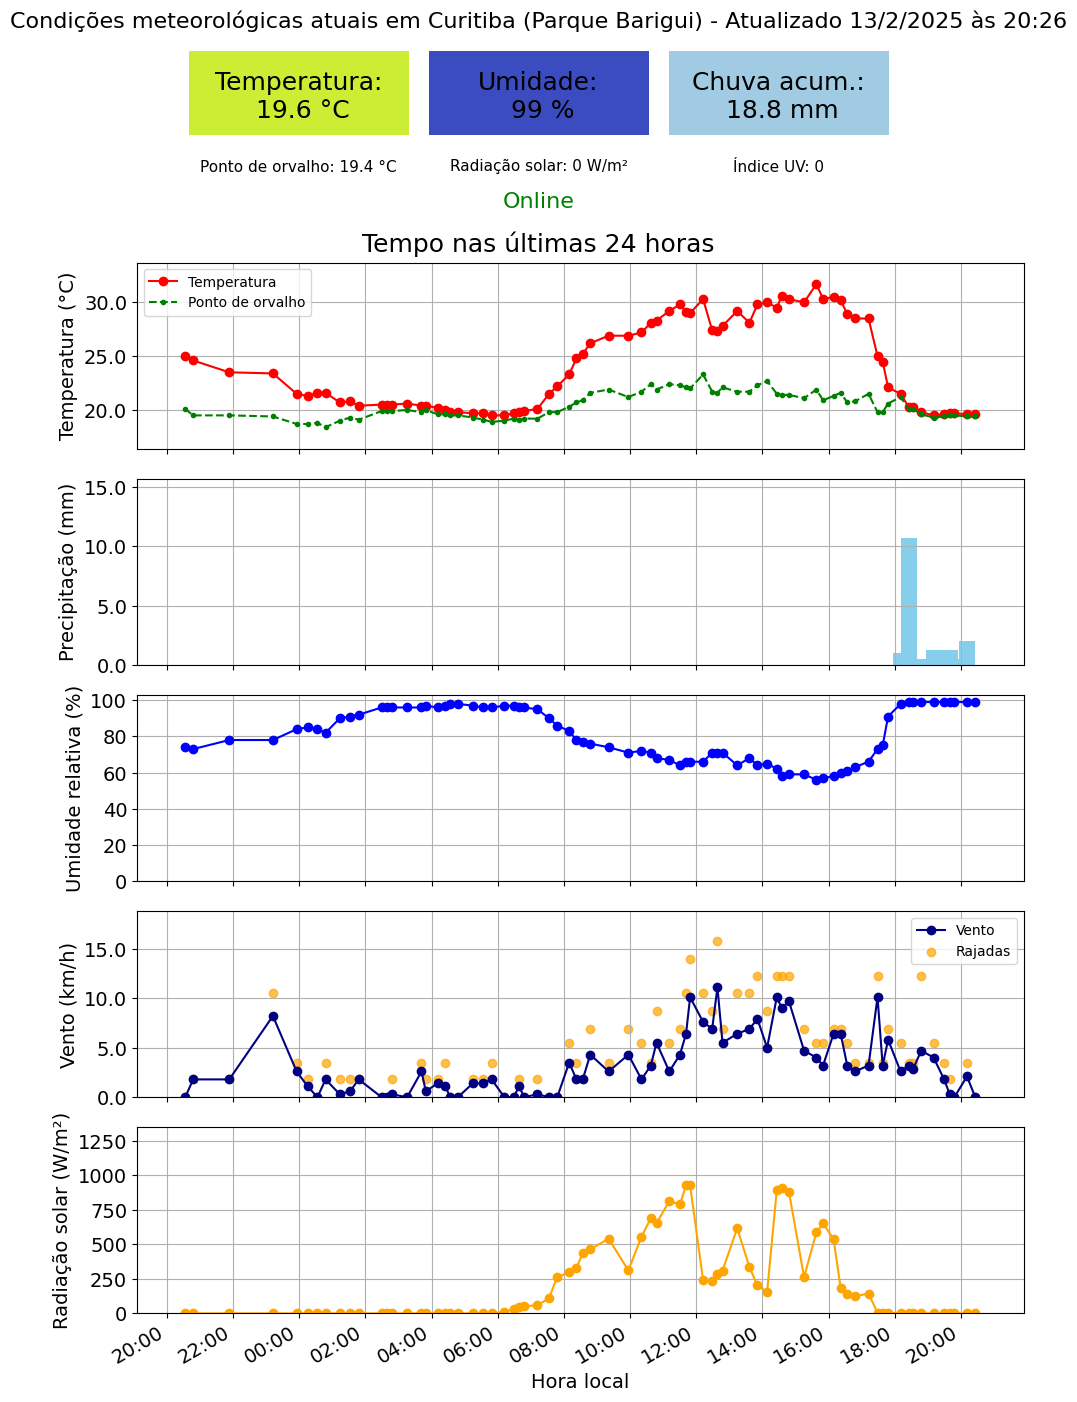 Condições meteorológicas atuais em Curitiba (Parque Barigui) - Atualizado 13/2/2025 às 20:26
Temperatura:
19.6 °C
Umidade:
99 %
Chuva acum.:
18.8 mm
Ponto de orvalho: 19.4 °C
Radiação solar: 0 W/m²
Índice UV: 0
Online
Tempo nas últimas 24 horas
Temperatura (°C)
30.0
25.0
20.0
Temperatura
Ponto de orvalho
Precipitação (mm)
15.0
10.0
5.0
0.0
Umidade relativa (%)
100
80
60
40
20
0
Vento (km/h)
15.0
10.0
5.0
0.0
Vento
Rajadas
Radiação solar (W/m²)
1250
1000
750
500
250
0
20:00
22:00
00:00
02:00
04:00
06:00
08:00
10:00
12:00
14:00
16:00
18:00
20:00
Hora local